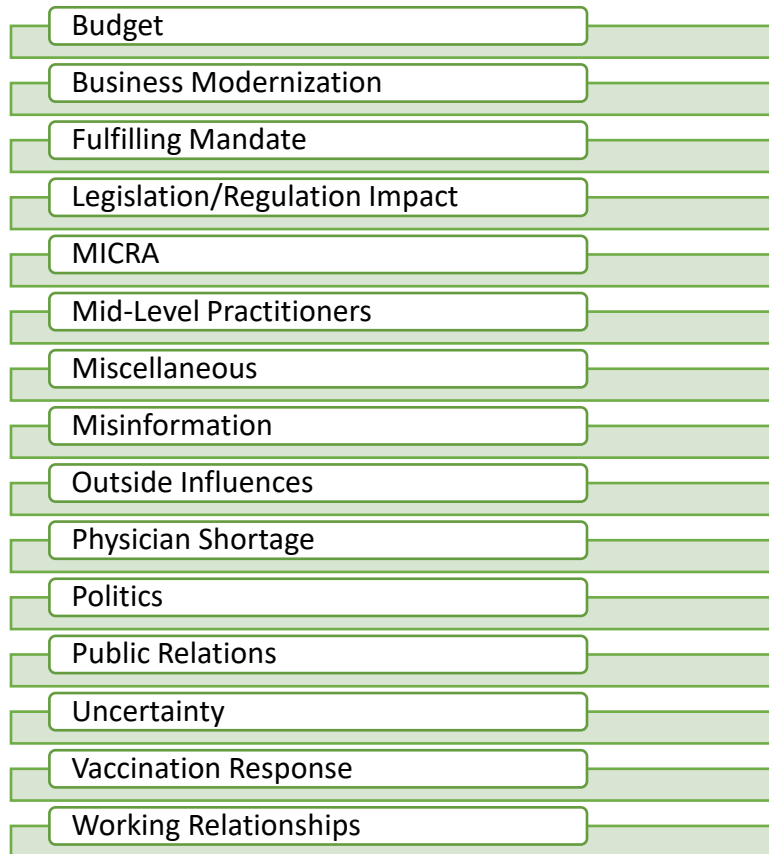 Budget
Business Modernization
Fulfilling Mandate
Legislation/Regulation Impact
MICRA
Mid-Level Practitioners
Miscellaneous
Misinformation
Outside Influences
Physician Shortage
Politics
Public Relations
Uncertainty
Vaccination Response
Working Relationships